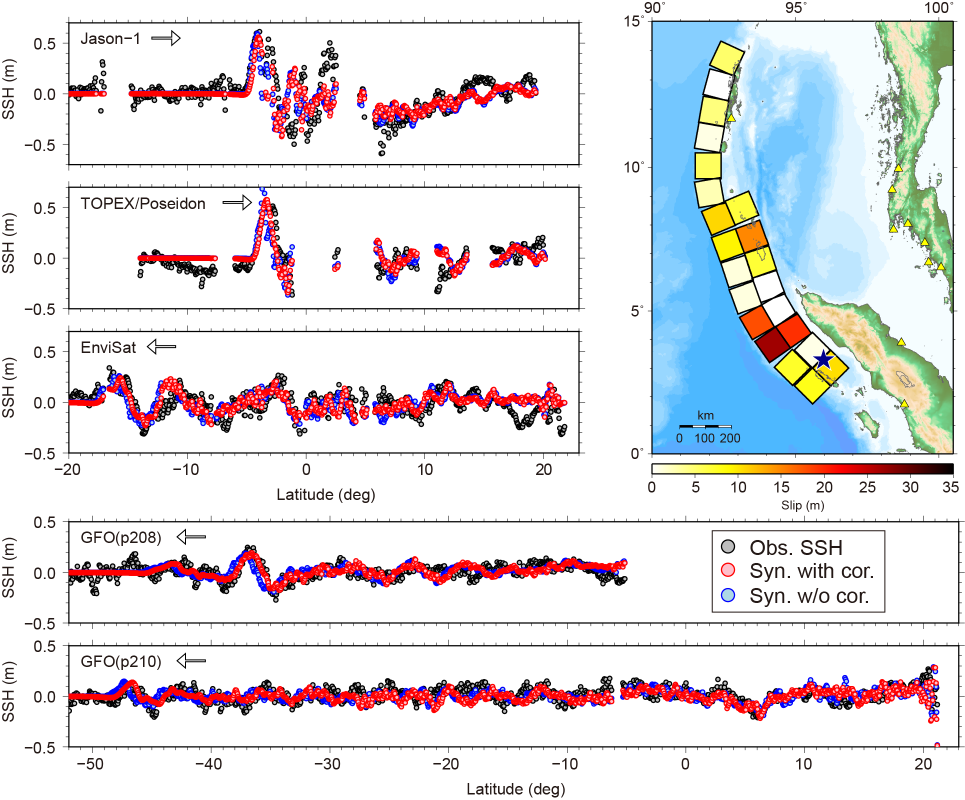 Jason−1
SSH (m)
0.5
0.0
−0.5
TOPEX/Poseidon
SSH (m)
0.5
0.0
−0.5
EnviSat
SSH (m)
0.5
0.0
−0.5
−20
−10
0
10
20
Latitude (deg)
90°
95°
100°
15°
10°
5°
0°
km
0 100 200
0
5
10
15
20
25
30
35
Slip (m)
GFO(p208)
SSH (m)
0.5
0.0
−0.5
Obs. SSH
Syn. with cor.
Syn. w/o cor.
GFO(p210)
SSH (m)
0.5
0.0
−0.5
−50
−40
−30
−20
−10
0
10
20
Latitude (deg)